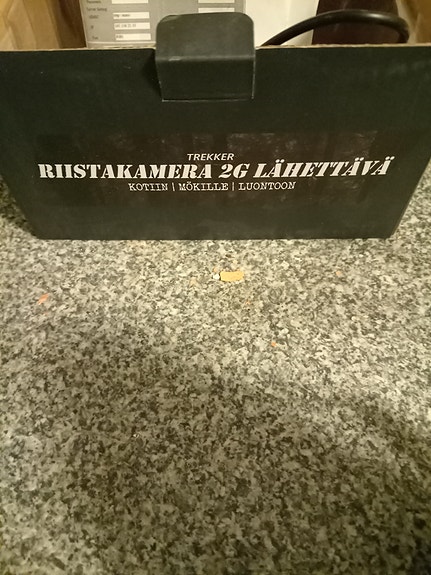 TREKKER
RIISTAKAMERA 2G LÄHETTÄVÄ
KOTIIN | MÖKILLE | LUONTOON